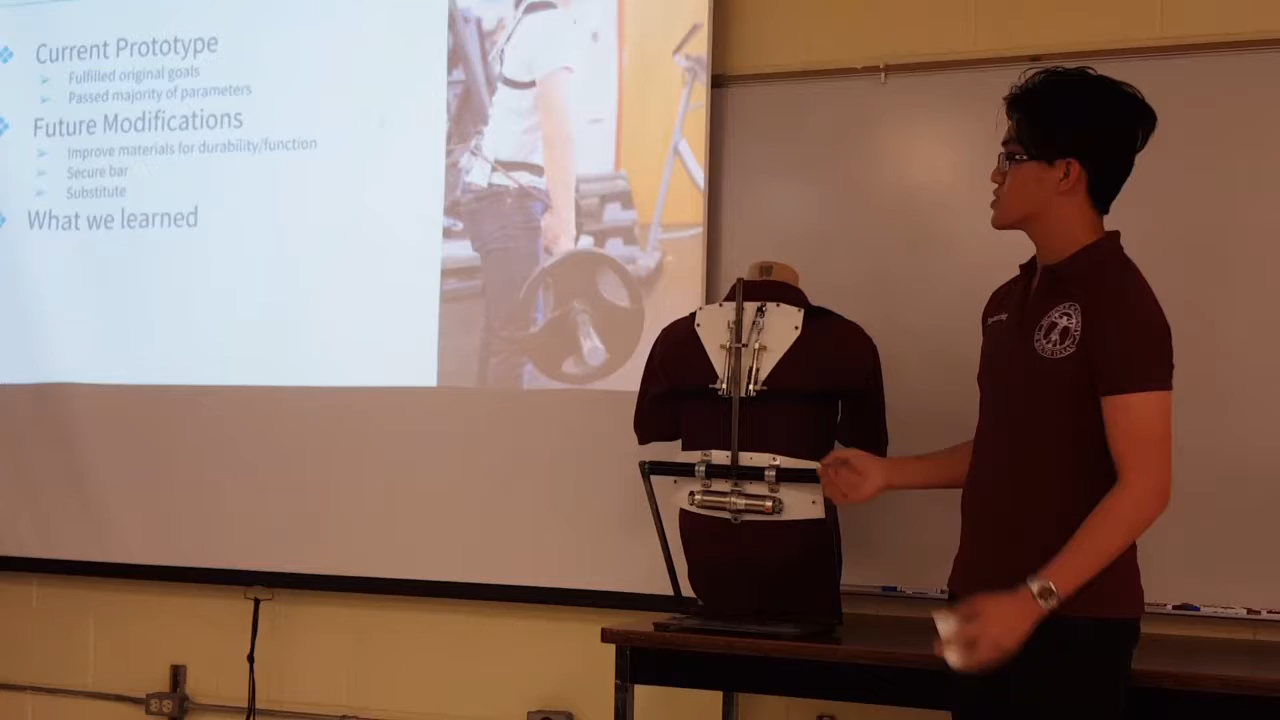 Current Prototype
Fulfilled original goals
Passed majority of parameters
Future Modifications
Improve materials for durability/function
Secure bar
Substitute
What we learned